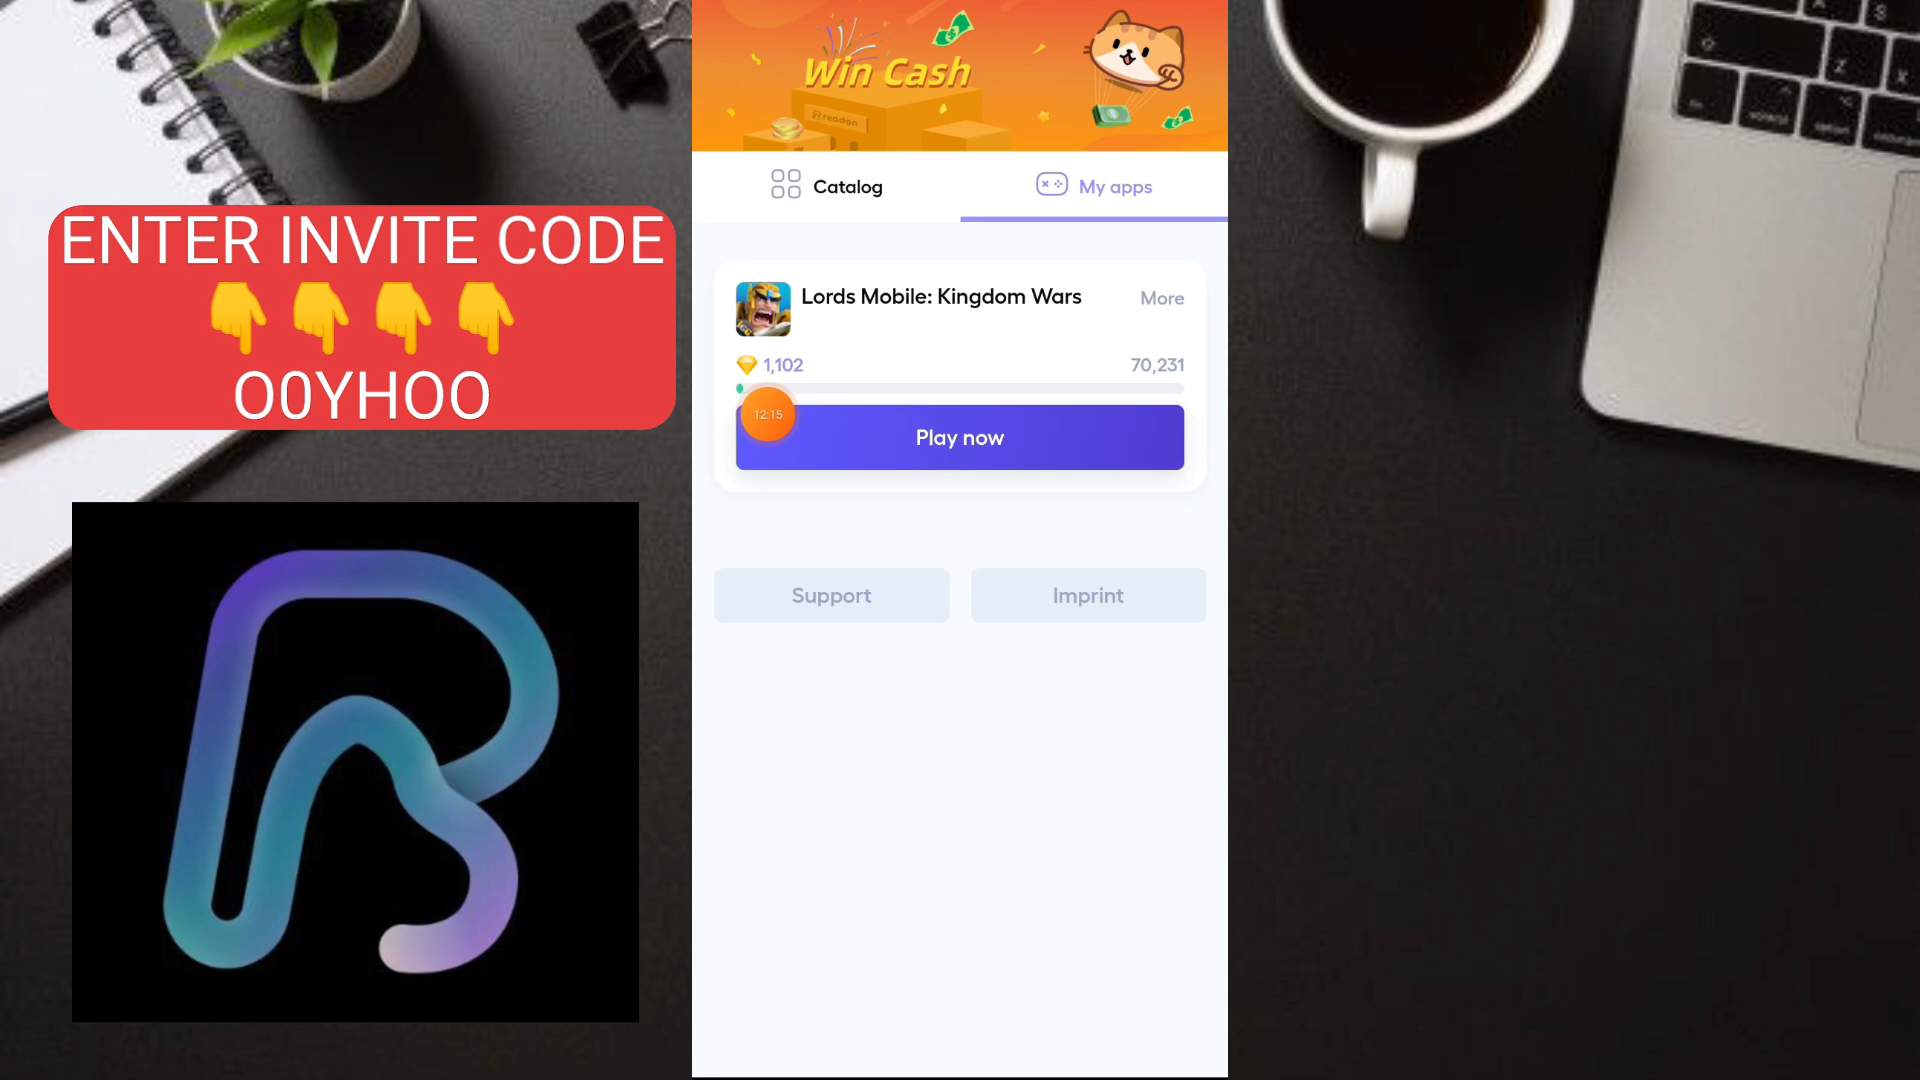 ENTER INVITE CODE
👇👇👇👇
O0YHOO
Win Cash
readon
Catalog
My apps
Lords Mobile: Kingdom Wars
More
1,102
70,231
12:15
Play now
Support
Imprint